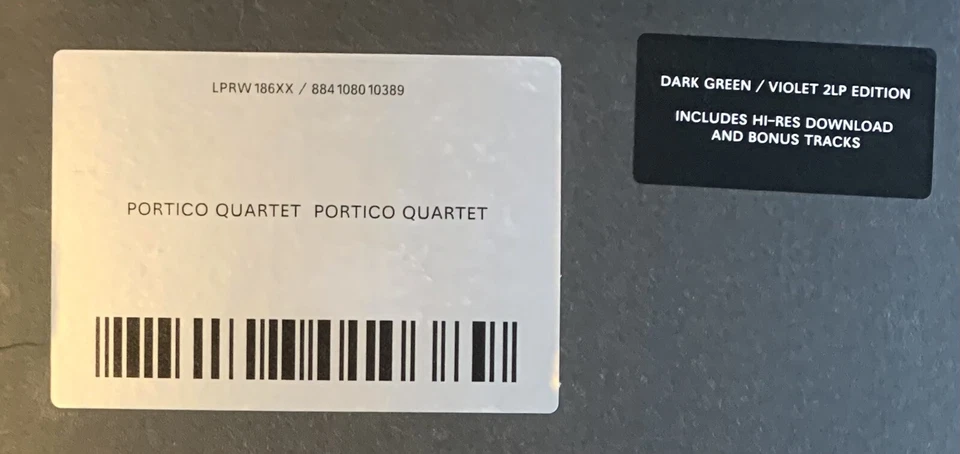 LPRW186XX / 884108010389
PORTICO QUARTET PORTICO QUARTET
DARK GREEN / VIOLET 2LP EDITION
INCLUDES HI-RES DOWNLOAD
AND BONUS TRACKS